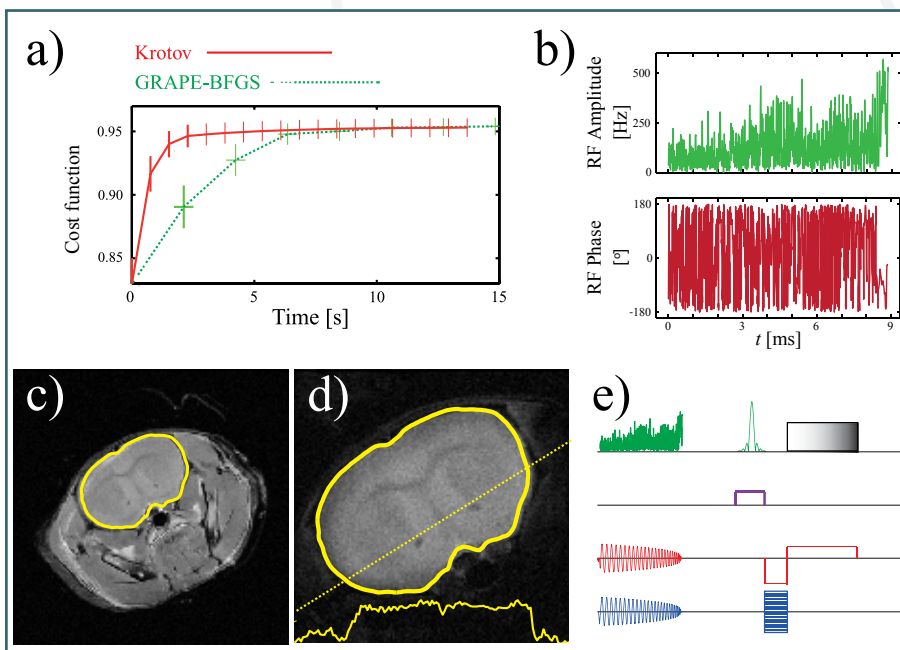 a)
Krotov
GRAPE-BFGS
0.95
0.90
0.85
Cost function
0
5
10
15
Time [s]
b)
RF Amplitude
[Hz]
500
250
0
RF Phase
[º]
180
0
-180
0
3
6
9
t [ms]
c)
d)
e)